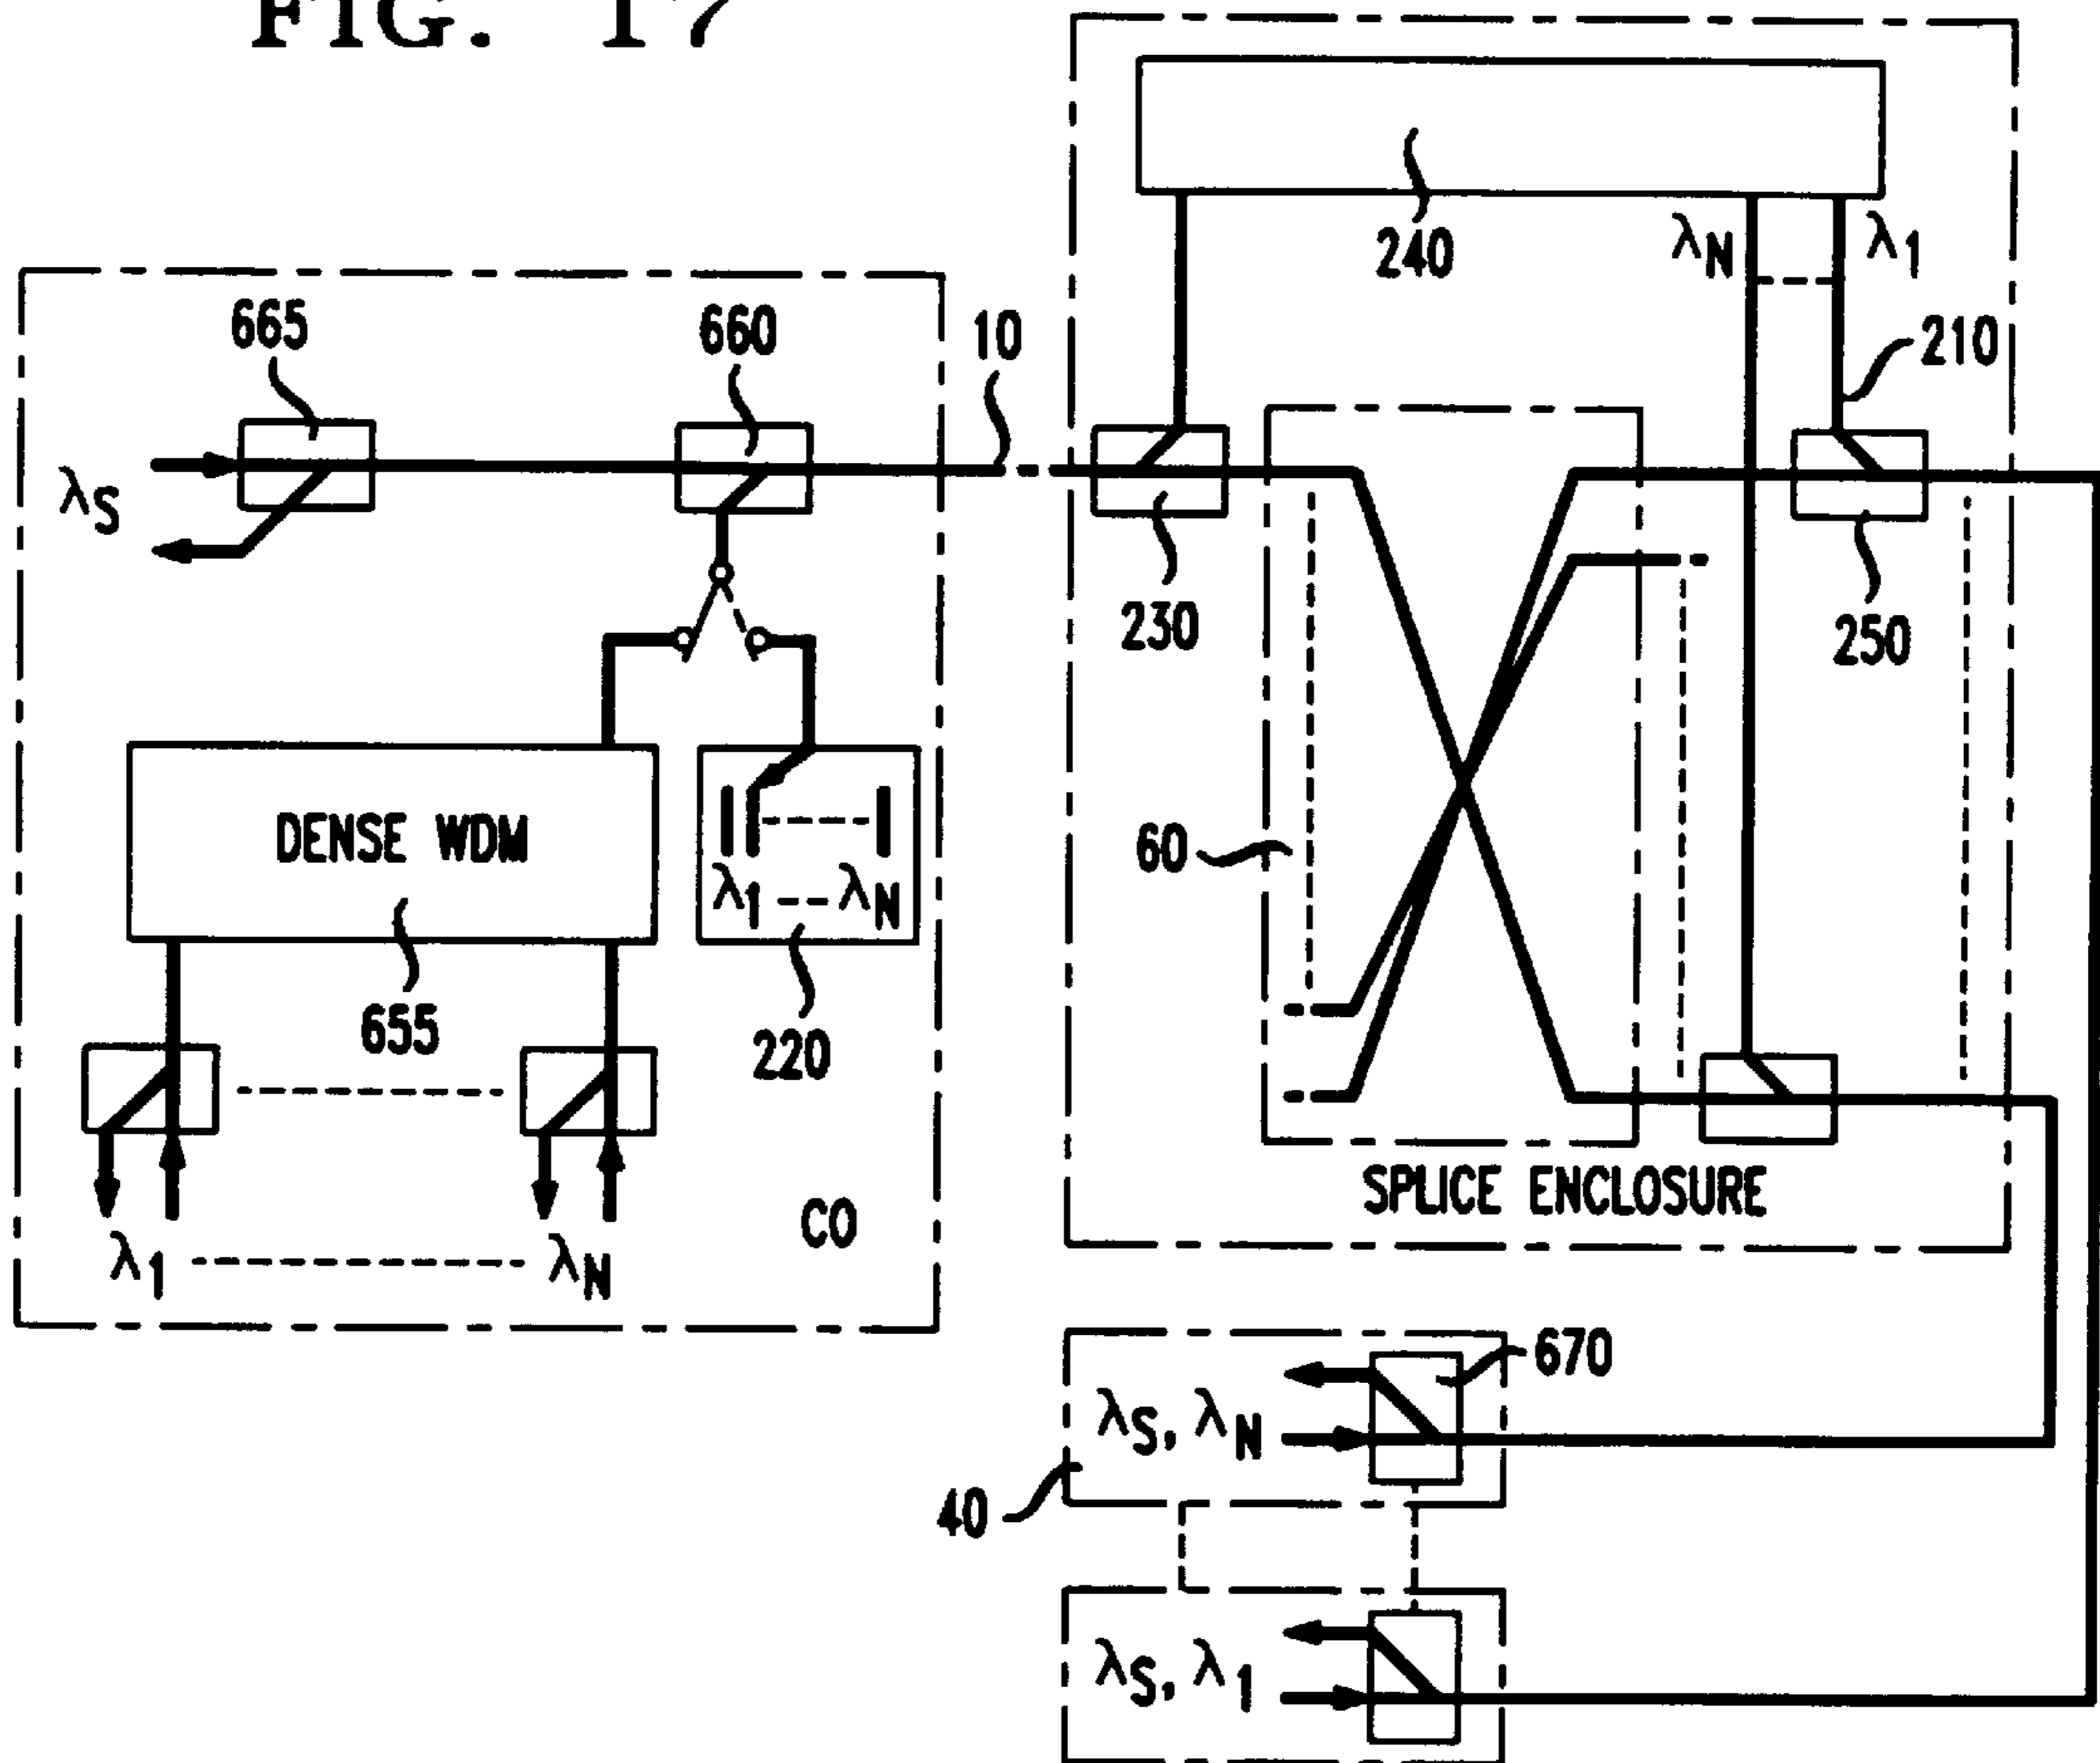 FIG. 17
240
λN
λ1
210
665
660
10
λS
230
250
60
DENSE WDM
λ1 -- λN
655
220
SPLICE ENCLOSURE
CO
λ1 ------------ λN
670
λS, λN
40
λS, λ1